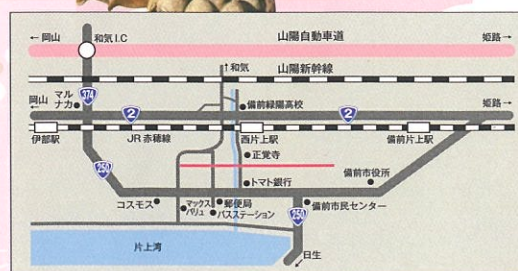 ← 岡山
和気I.C
山陽自動車道
姫路→
↑和気
山陽新幹線
マルナカ
374
岡山
←
2
備前緑陽高校
2
姫路→
伊部駅
JR赤穂線
西片上駅
備前片上駅
正覚寺
250
トマト銀行
備前市役所
コスモス
マックス
バリュ
郵便局
バスステーション
250
備前市民センター
片上湾
日生